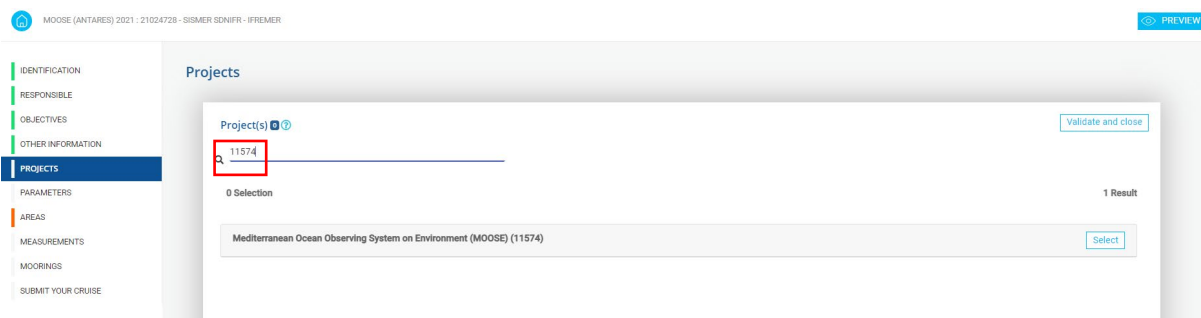 MOOSE (ANTARES) 2021 : 21024728 - SISMER SDNIFR - IFREMER
PREVIEW
IDENTIFICATION
RESPONSIBLE
OBJECTIVES
OTHER INFORMATION
PROJECTS
PARAMETERS
AREAS
MEASUREMENTS
MOORINGS
SUBMIT YOUR CRUISE
Projects
Project(s) 0 ?
Validate and close
11574
0 Selection
1 Result
Mediterranean Ocean Observing System on Environment (MOOSE) (11574)
Select